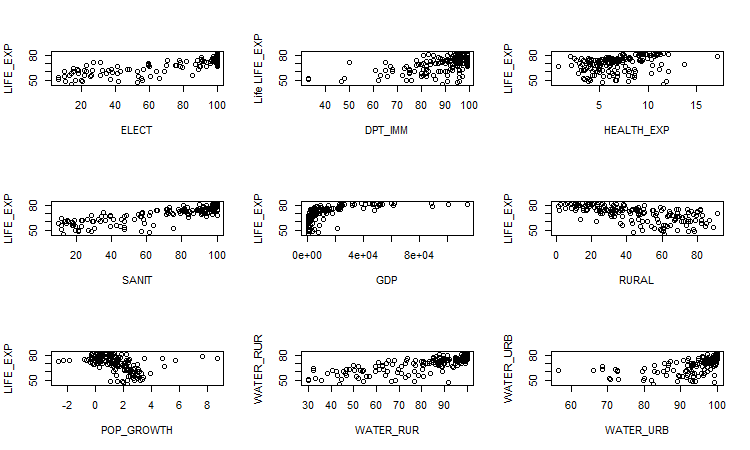 LIFE_EXP
50 80
20 40 60 80 100
ELECT
Life LIFE_EXP
50 80
30 40 50 60 70 80 90 100
DPT_IMM
LIFE_EXP
50 80
5 10 15
HEALTH_EXP
LIFE_EXP
50 80
20 40 60 80 100
SANIT
LIFE_EXP
50 80
0e+00 4e+04 8e+04
GDP
LIFE_EXP
50 80
0 20 40 60 80
RURAL
LIFE_EXP
50 80
-2 0 2 4 6 8
POP_GROWTH
WATER_RUR
50 80
30 40 50 60 70 80 90
WATER_RUR
WATER_URB
50 80
60 70 80 90 100
WATER_URB